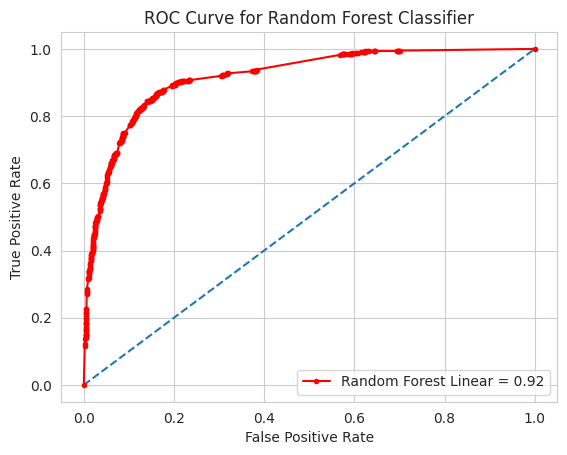 ROC Curve for Random Forest Classifier
True Positive Rate
1.0
0.8
0.6
0.4
0.2
0.0
Random Forest Linear = 0.92
0.0 0.2 0.4 0.6 0.8 1.0
False Positive Rate